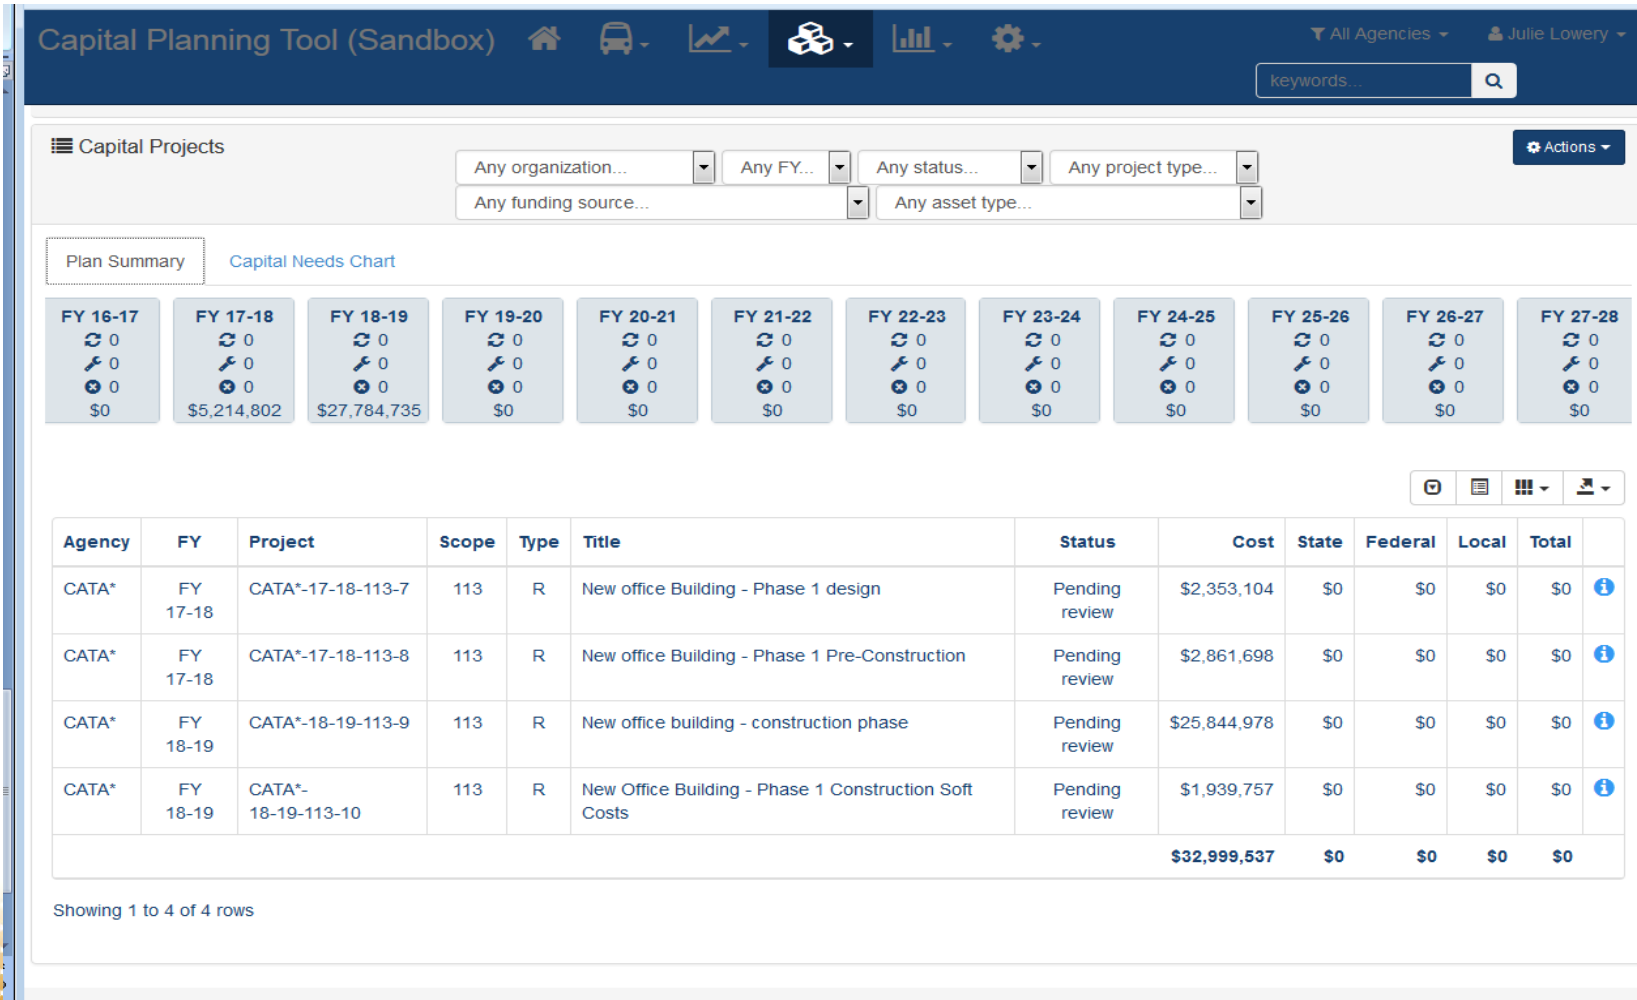 Capital Planning Tool (Sandbox)
All Agencies
Julie Lowery
keywords...
Capital Projects
Actions
Any organization...
Any FY...
Any status...
Any project type...
Any funding source...
Any asset type...
Plan Summary
Capital Needs Chart
FY 16-17
0
0
0
$0
FY 17-18
0
0
0
$5,214,802
FY 18-19
0
0
0
$27,784,735
FY 19-20
0
0
0
$0
FY 20-21
0
0
0
$0
FY 21-22
0
0
0
$0
FY 22-23
0
0
0
$0
FY 23-24
0
0
0
$0
FY 24-25
0
0
0
$0
FY 25-26
0
0
0
$0
FY 26-27
0
0
0
$0
FY 27-28
0
0
0
$0
Agency FY Project Scope Type Title Status Cost State Federal Local Total
CATA* FY 17-18 CATA*-17-18-113-7 113 R New office Building - Phase 1 design Pending review $2,353,104 $0 $0 $0 $0
CATA* FY 17-18 CATA*-17-18-113-8 113 R New office Building - Phase 1 Pre-Construction Pending review $2,861,698 $0 $0 $0 $0
CATA* FY 18-19 CATA*-18-19-113-9 113 R New office building - construction phase Pending review $25,844,978 $0 $0 $0 $0
CATA* FY 18-19 CATA*-18-19-113-10 113 R New Office Building - Phase 1 Construction Soft Costs Pending review $1,939,757 $0 $0 $0 $0
$32,999,537 $0 $0 $0 $0
Showing 1 to 4 of 4 rows